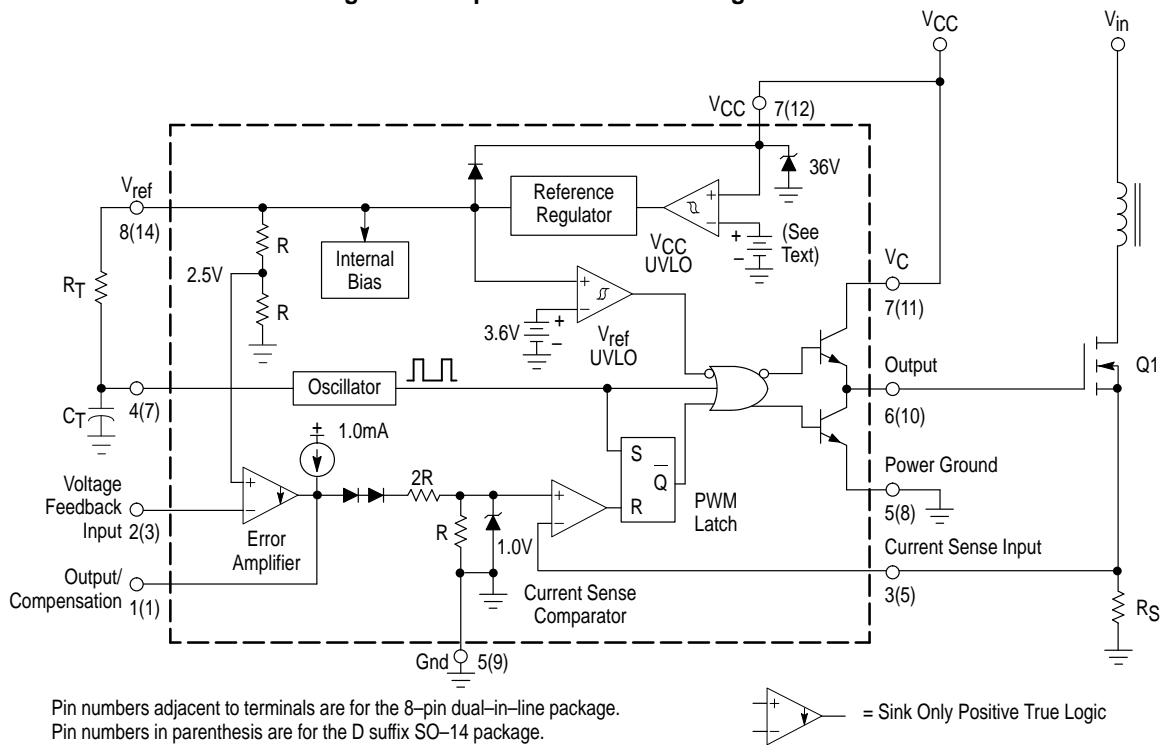 VCC
Vin
VCC 7(12)
36V
Vref
8(14)
Reference
Regulator
+
−
VCC
UVLO
+
−
(See
Text)
R
Internal
Bias
2.5V
R
RT
+
−
3.6V
+
−
Vref
UVLO
VC
7(11)
Output
6(10)
Q1
Oscillator
4(7)
CT
1.0mA
+
Voltage
Feedback
Input 2(3)
+
−
Error
Amplifier
2R
R
1.0V
+
−
Current Sense
Comparator
S
Q
R
PWM
Latch
Power Ground
5(8)
Current Sense Input
3(5)
RS
Output/
Compensation 1(1)
Gnd 5(9)
Pin numbers adjacent to terminals are for the 8–pin dual–in–line package.
Pin numbers in parenthesis are for the D suffix SO–14 package.
+
−
= Sink Only Positive True Logic